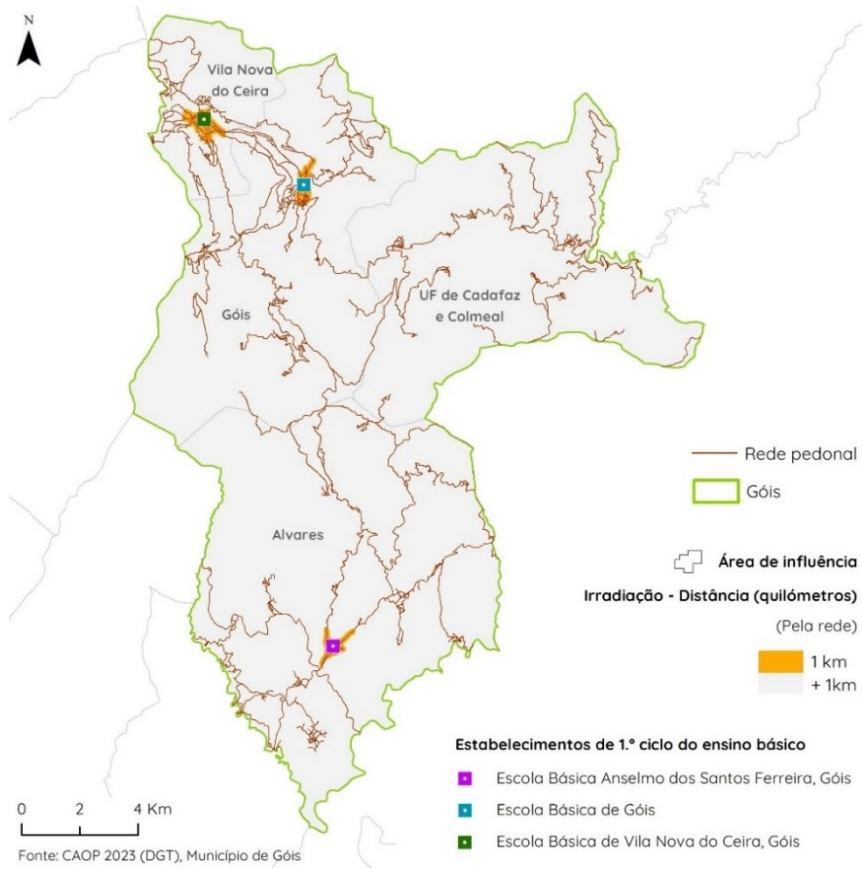 N
Vila Nova
do Ceira
UF de Cadafaz
e Colmeal
Góis
Alvares
Rede pedonal
Góis
Área de influência
Irradiação - Distância (quilómetros)
(Pela rede)
1 km
+ 1km
Estabelecimentos de 1.º ciclo do ensino básico
Escola Básica Anselmo dos Santos Ferreira, Góis
Escola Básica de Góis
Escola Básica de Vila Nova do Ceira, Góis
0 2 4 Km
Fonte: CAOP 2023 (DGT), Município de Góis